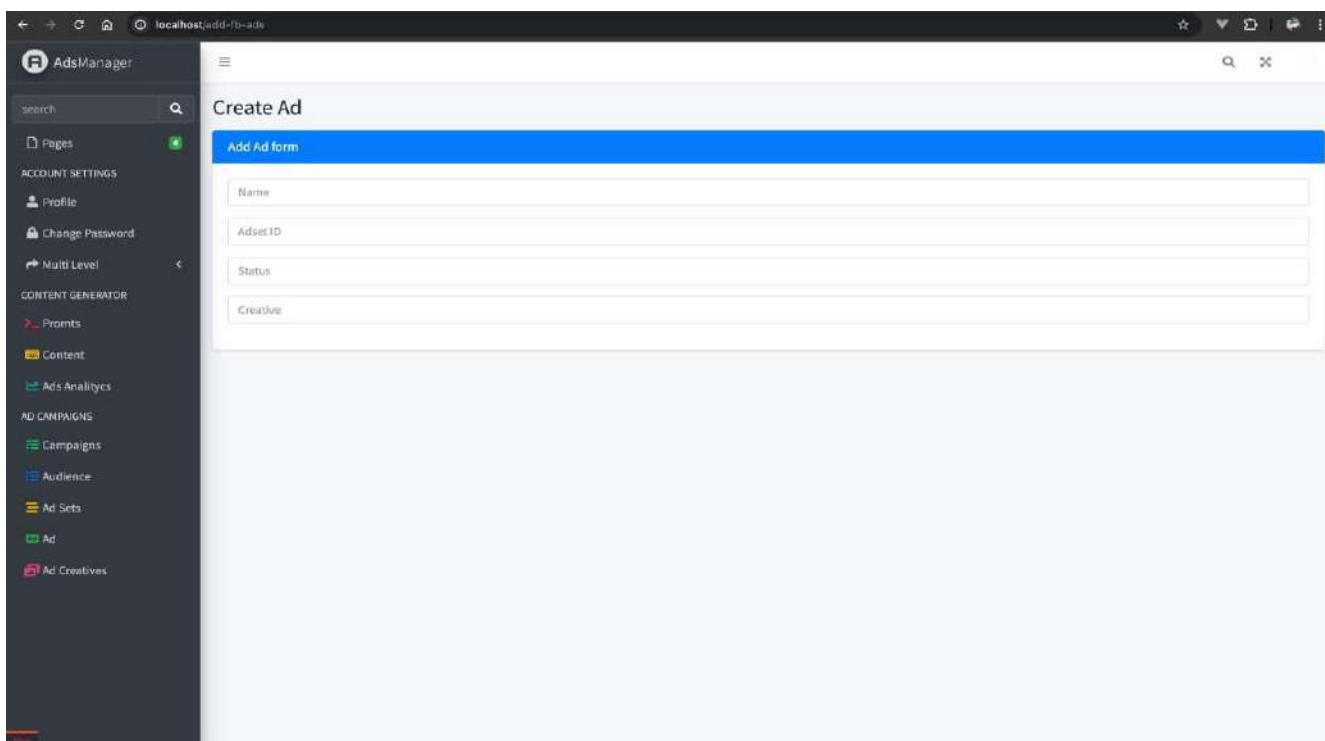 localhost/add-fb-ads
AdsManager
search
Create Ad
Pages
4
Add Ad form
ACCOUNT SETTINGS
Name
Profile
Adset ID
Change Password
Multi Level
Status
CONTENT GENERATOR
Creative
Promts
Content
Ads Analitycs
AD CAMPAIGNS
Campaigns
Audience
Ad Sets
Ad
Ad Creatives